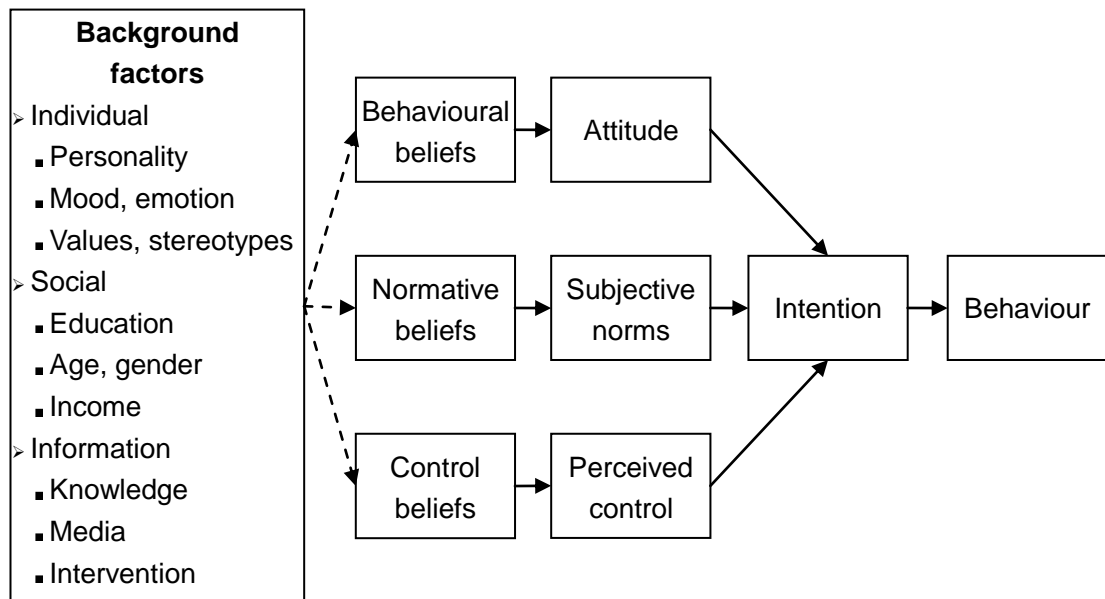 Background
factors
➢ Individual
▪ Personality
▪ Mood, emotion
▪ Values, stereotypes
➢ Social
▪ Education
▪ Age, gender
▪ Income
➢ Information
▪ Knowledge
▪ Media
▪ Intervention
Behavioural
beliefs
Attitude
Normative
beliefs
Subjective
norms
Intention
Behaviour
Control
beliefs
Perceived
control